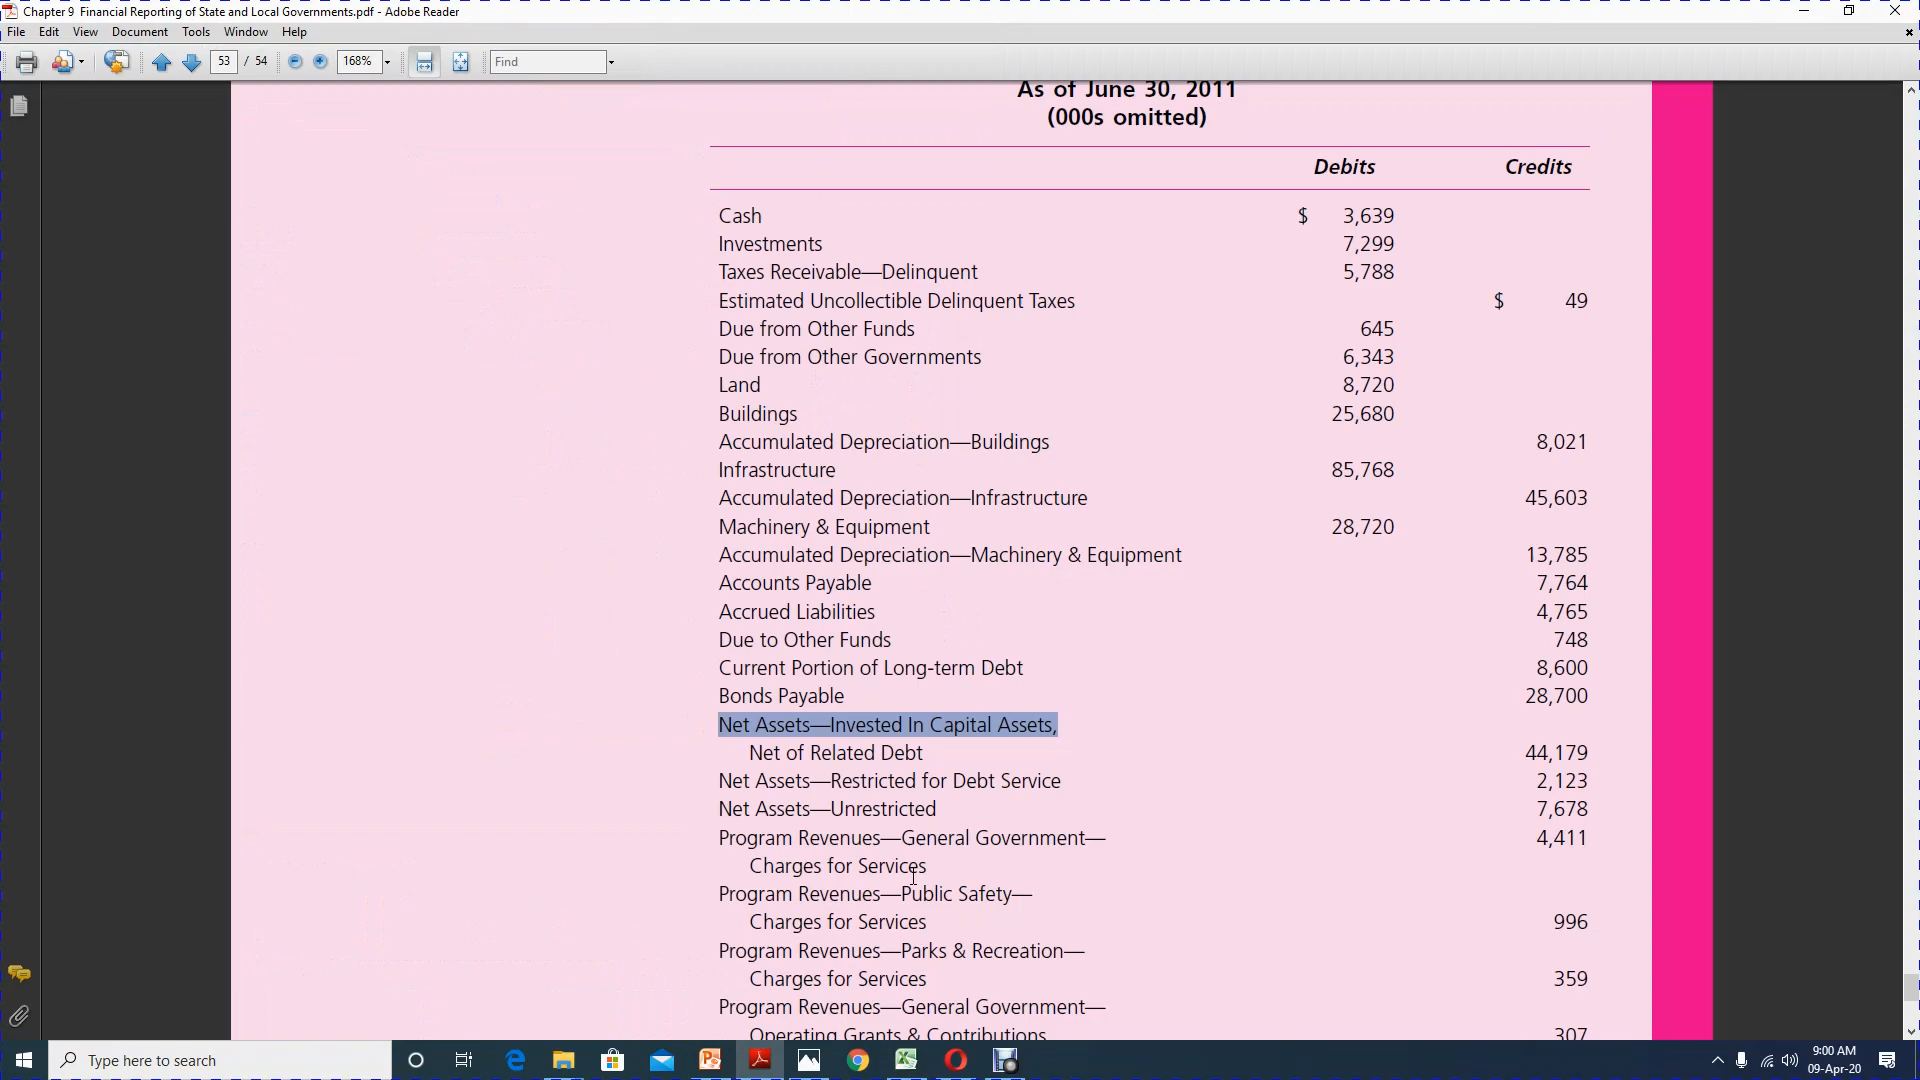 Chapter 9 Financial Reporting of State and Local Governments.pdf - Adobe Reader
File Edit View Document Tools Window Help
53 / 54 168% Find
As of June 30, 2011
(000s omitted)
Debits Credits
Cash $ 3,639
Investments 7,299
Taxes Receivable—Delinquent 5,788
Estimated Uncollectible Delinquent Taxes $ 49
Due from Other Funds 645
Due from Other Governments 6,343
Land 8,720
Buildings 25,680
Accumulated Depreciation—Buildings 8,021
Infrastructure 85,768
Accumulated Depreciation—Infrastructure 45,603
Machinery & Equipment 28,720
Accumulated Depreciation—Machinery & Equipment 13,785
Accounts Payable 7,764
Accrued Liabilities 4,765
Due to Other Funds 748
Current Portion of Long-term Debt 8,600
Bonds Payable 28,700
Net Assets—Invested In Capital Assets,
Net of Related Debt 44,179
Net Assets—Restricted for Debt Service 2,123
Net Assets—Unrestricted 7,678
Program Revenues—General Government— 4,411
Charges for Services
Program Revenues—Public Safety—
Charges for Services 996
Program Revenues—Parks & Recreation—
Charges for Services 359
Program Revenues—General Government—
Operating Grants & Contributions 307
Type here to search
9:00 AM
09-Apr-20